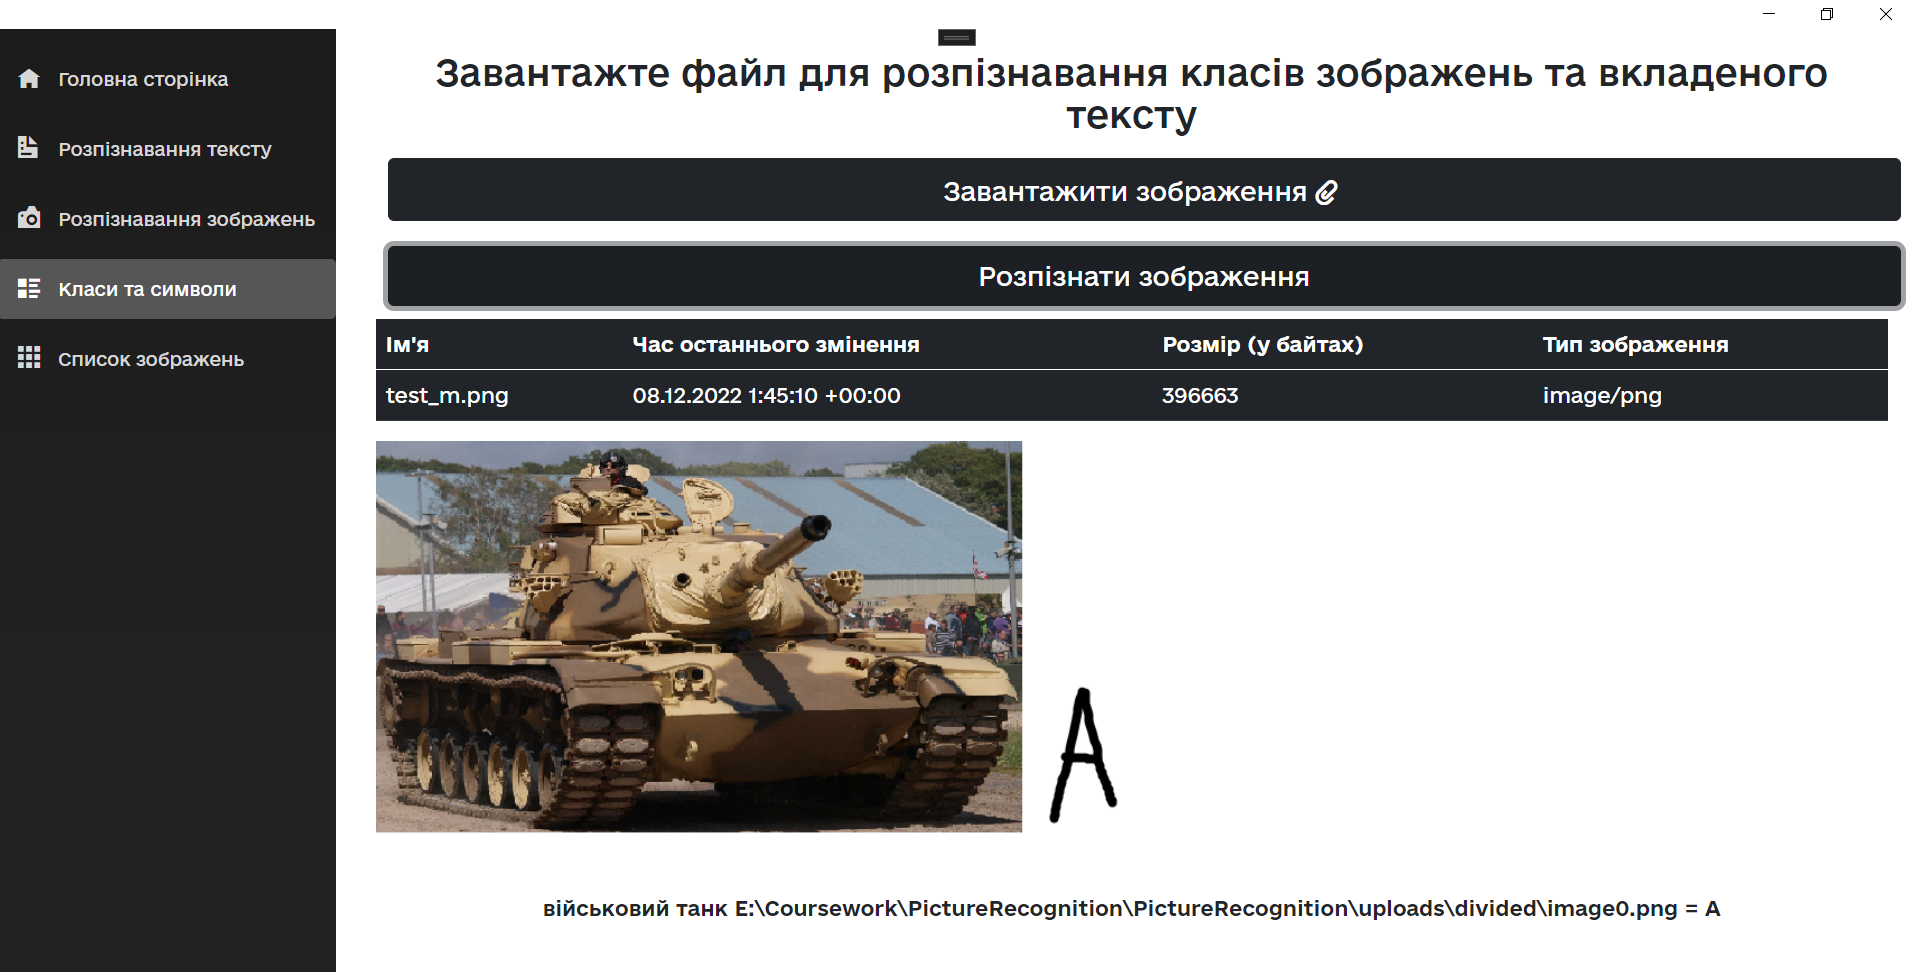 Головна сторінка
Розпізнавання тексту
Розпізнавання зображень
Класи та символи
Список зображень
Завантажте файл для розпізнавання класів зображень та вкладеного
тексту
Завантажити зображення
Розпізнати зображення
Ім'я Час останнього змінення Розмір (у байтах) Тип зображення
test_m.png 08.12.2022 1:45:10 +00:00 396663 image/png
A
військовий танк E:\Coursework\PictureRecognition\PictureRecognition\uploads\divided\image0.png = A